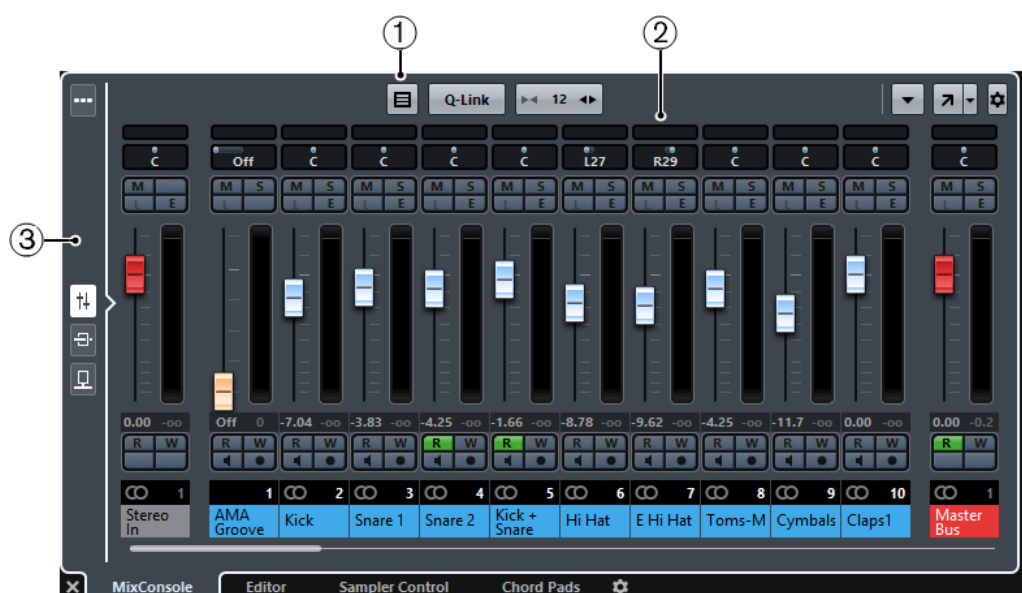 1 2
Q-Link 12
C Off C C C C L27 R29 C C C C
M M S M S M S M S M S M S M S M S M S M S M S
L E L L E L E L E L E L E L E L E L E L E L E
3
0.00 -oo Off 0 -7.04 -oo -3.83 -oo -4.25 -oo -1.66 -oo -8.78 -oo -9.62 -oo -4.25 -oo -11.7 -oo 0.00 -oo 0.00 -0.2
R W R W R W R W R W R W R W R W R W R W R W R W
1 1 2 3 4 5 6 7 8 9 10 1
Stereo In AMA Groove Kick Snare 1 Snare 2 Kick + Snare Hi Hat E Hi Hat Toms-M Cymbals Claps1 Master Bus
MixConsole Editor Sampler Control Chord Pads